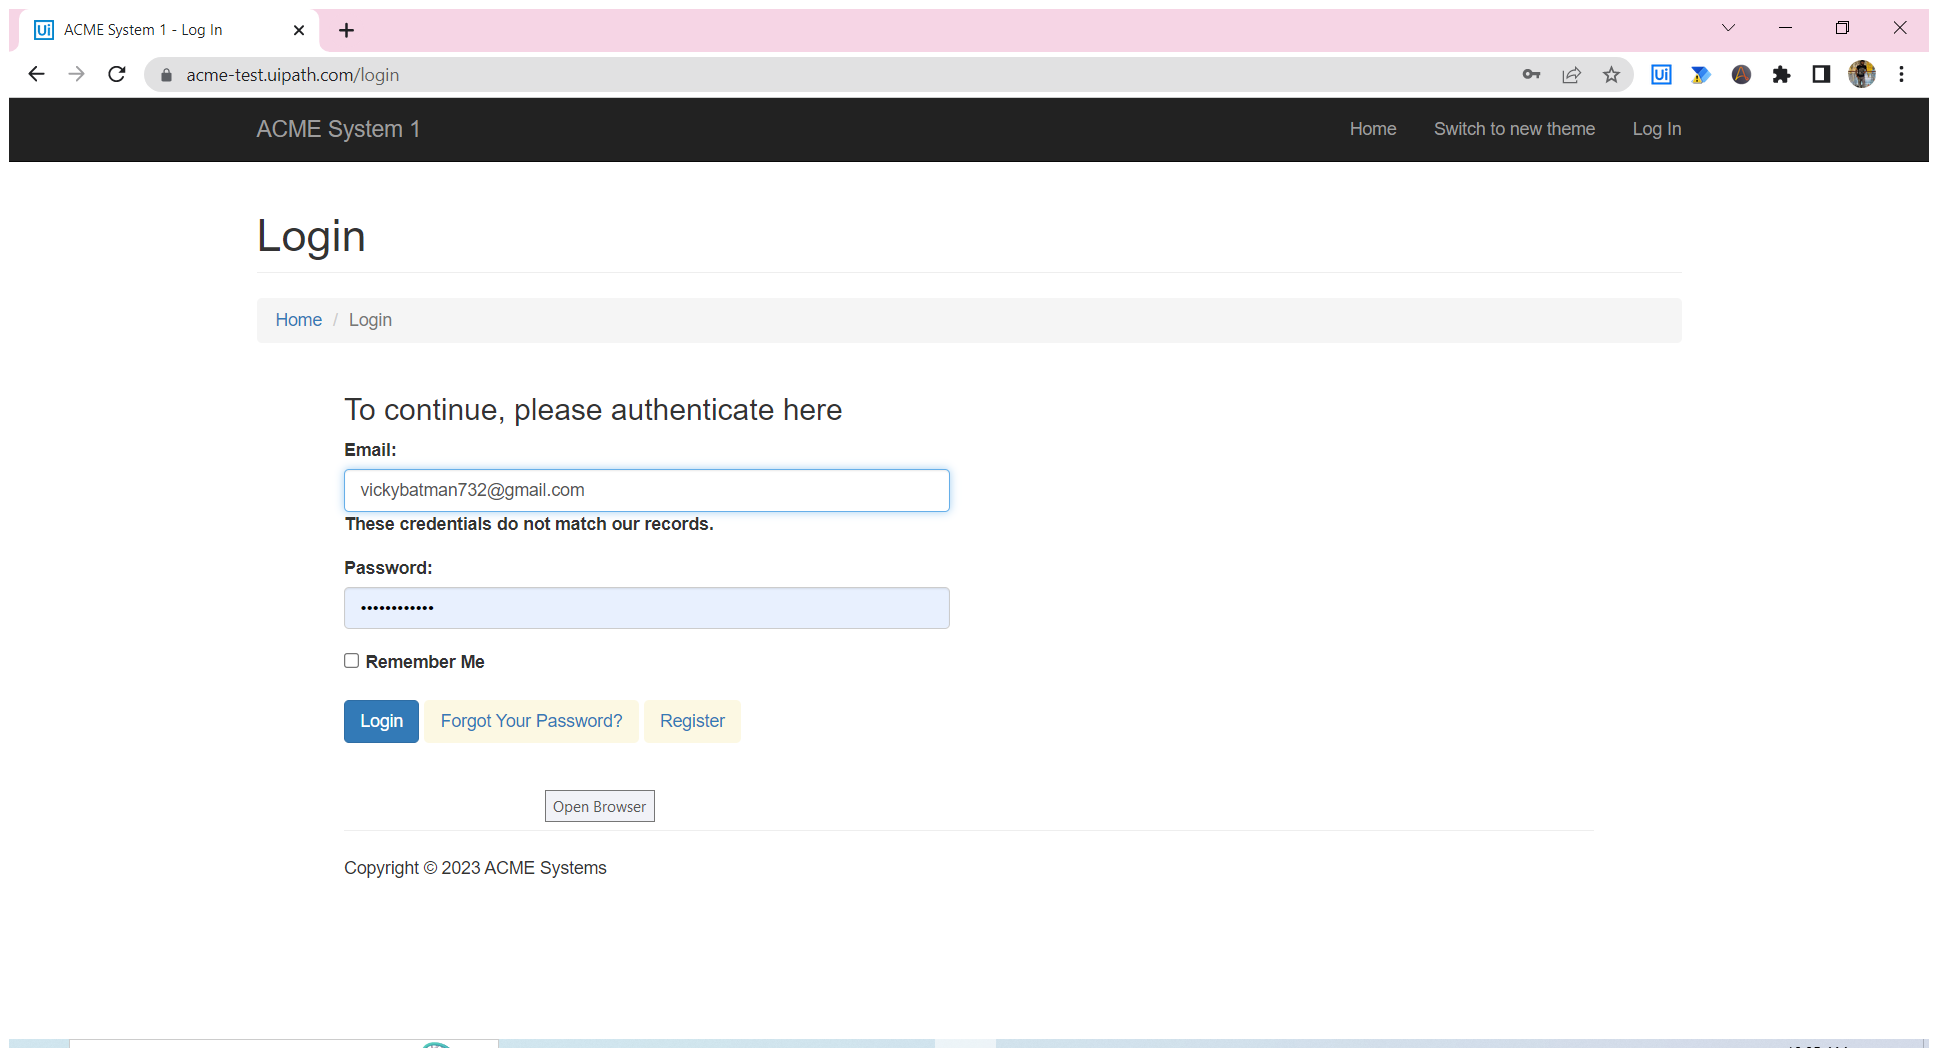 Ui ACME System 1 - Log In
acme-test.uipath.com/login
Ui
ACME System 1 Home Switch to new theme Log In
Login
Home / Login
To continue, please authenticate here
Email:
vickybatman732@gmail.com
These credentials do not match our records.
Password:
••••••••••••
Remember Me
Login Forgot Your Password? Register
Open Browser
Copyright © 2023 ACME Systems